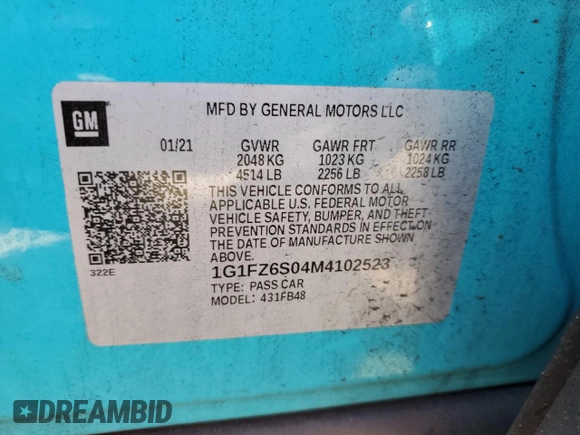 GM
MFD BY GENERAL MOTORS LLC
01/21 GVWR GAWR FRT GAWR RR
2048 KG 1023 KG 1024 KG
4514 LB 2256 LB 2258 LB
THIS VEHICLE CONFORMS TO ALL
APPLICABLE U.S. FEDERAL MOTOR
VEHICLE SAFETY, BUMPER, AND THEFT-
PREVENTION STANDARDS IN EFFECT ON
THE DATE OF MANUFACTURE SHOWN
ABOVE.
322E
1G1FZ6S04M4102523
TYPE: PASS CAR
MODEL: 431FB48
DREAMBID